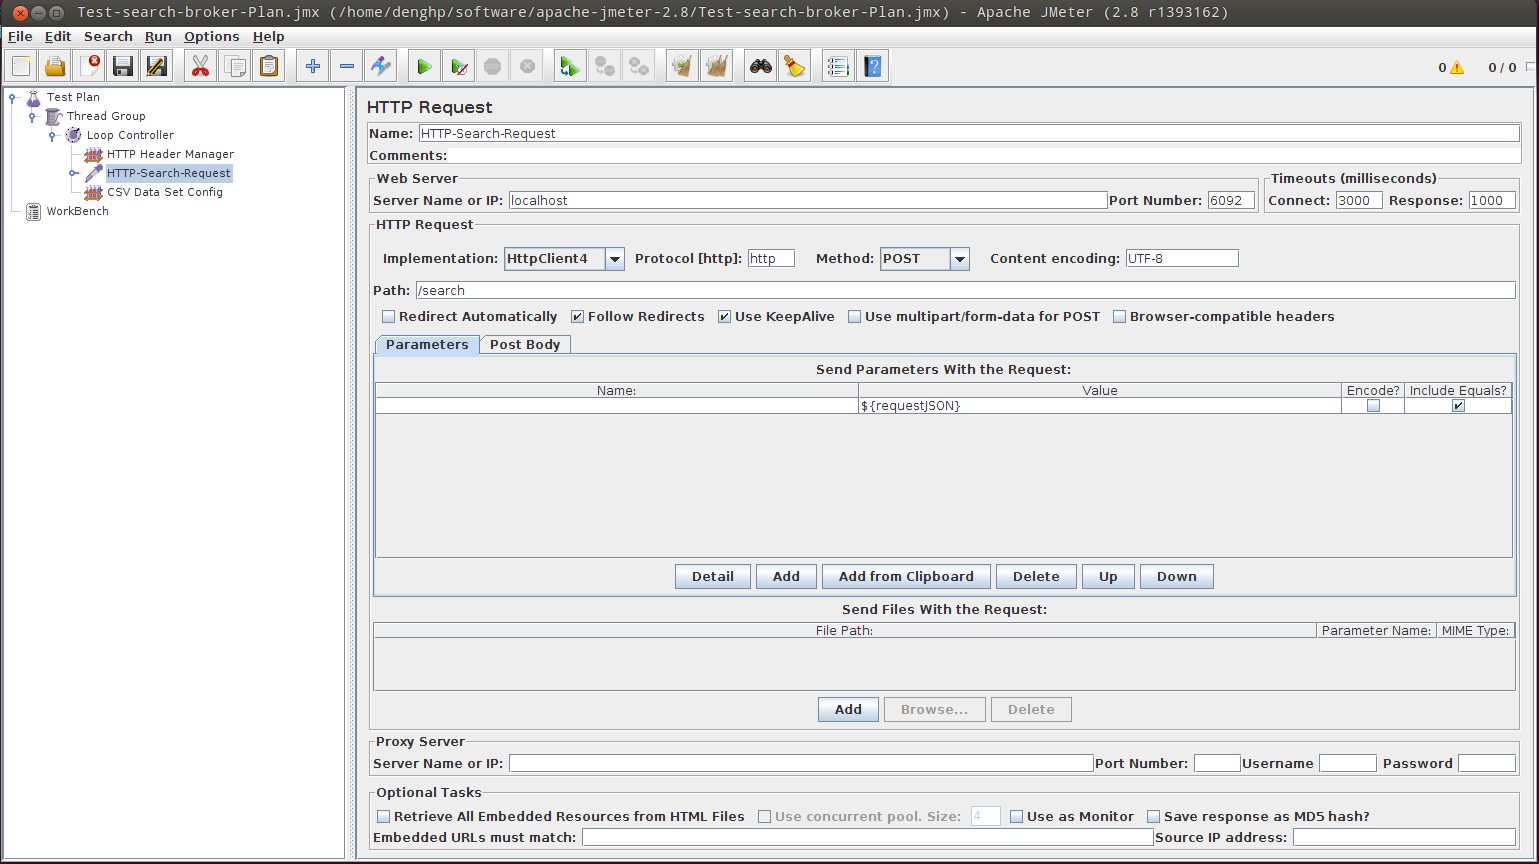 Test-search-broker-Plan.jmx (/home/denghp/software/apache-jmeter-2.8/Test-search-broker-Plan.jmx) - Apache JMeter (2.8 r1393162)
File Edit Search Run Options Help
0 0 / 0
Test Plan
Thread Group
Loop Controller
HTTP Header Manager
HTTP-Search-Request
CSV Data Set Config
WorkBench
HTTP Request
Name: HTTP-Search-Request
Comments:
Web Server
Server Name or IP: localhost Port Number: 6092
Timeouts (milliseconds)
Connect: 3000 Response: 1000
HTTP Request
Implementation: HttpClient4 Protocol [http]: http Method: POST Content encoding: UTF-8
Path: /search
Redirect Automatically Follow Redirects Use KeepAlive Use multipart/form-data for POST Browser-compatible headers
Parameters Post Body
Send Parameters With the Request:
Name: Value Encode? Include Equals?
${requestJSON}
Detail Add Add from Clipboard Delete Up Down
Send Files With the Request:
File Path: Parameter Name: MIME Type:
Add Browse... Delete
Proxy Server
Server Name or IP: Port Number: Username Password
Optional Tasks
Retrieve All Embedded Resources from HTML Files Use concurrent pool. Size: 4 Use as Monitor Save response as MD5 hash?
Embedded URLs must match: Source IP address: